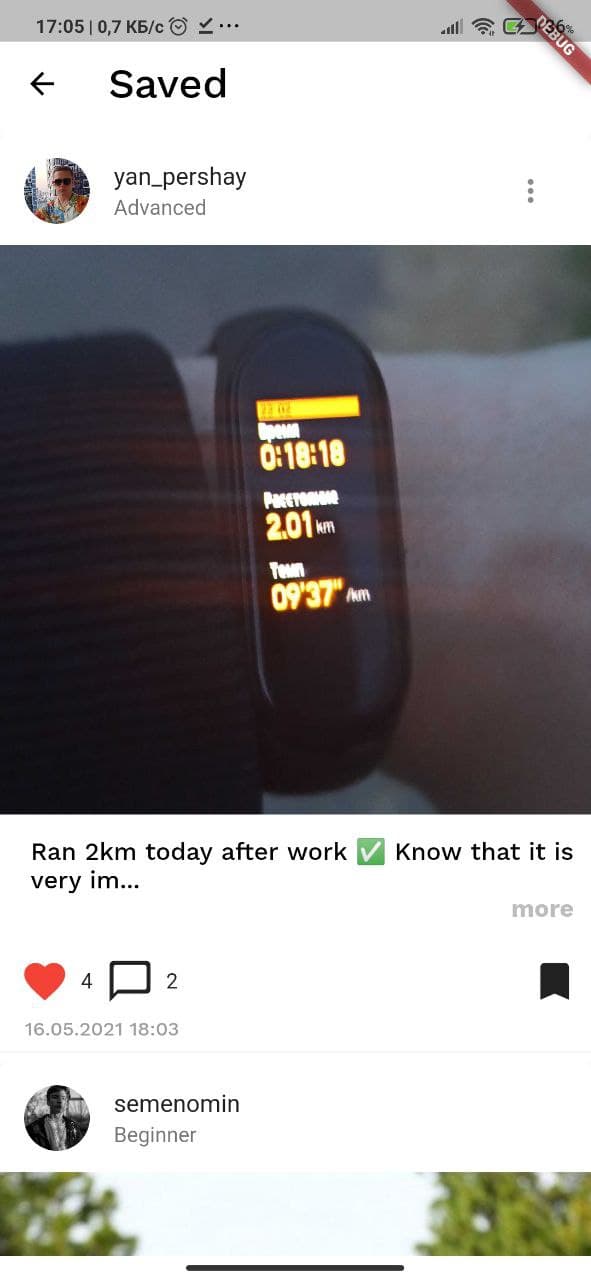 17:05 | 0,7 КБ/с ...
36%
DEBUG
Saved
yan_pershay
Advanced
Время
0:18:18
Расстояние
2.01 km
Темп
09'37" /km
Ran 2km today after work ✅ Know that it is
very im...
more
4 2
16.05.2021 18:03
semenomin
Beginner